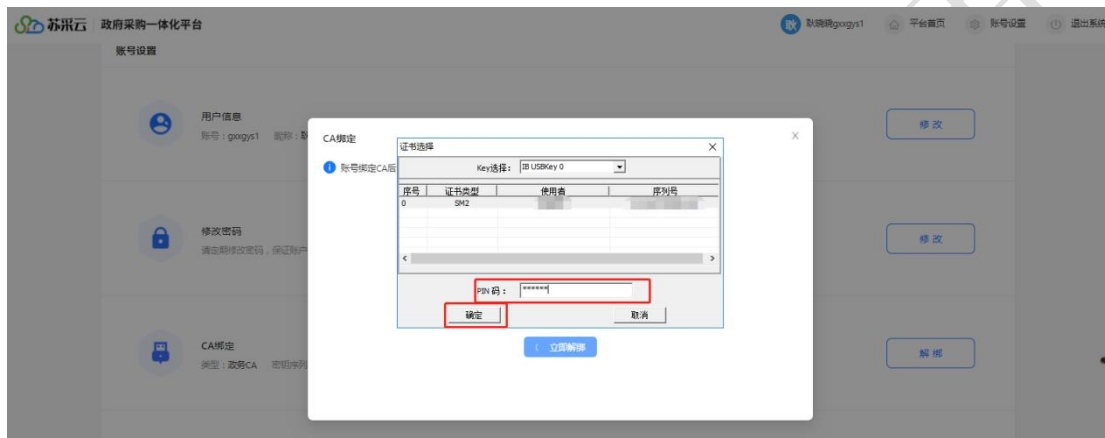 苏采云 政府采购一体化平台
耿 耿晓晓gxxgys1 平台首页 账号设置 退出系统
账号设置
用户信息
账号：gxxgys1 昵称：
修 改
CA绑定
账号绑定CA后
证书选择
Key选择： IB USBKey 0
序号 证书类型 使用者 序列号
0 SM2
PIN 码： ******
确定 取消
立即解绑
修改密码
请定期修改密码，保证账户
修 改
CA绑定
类型：政务CA 密钥序列
解 绑